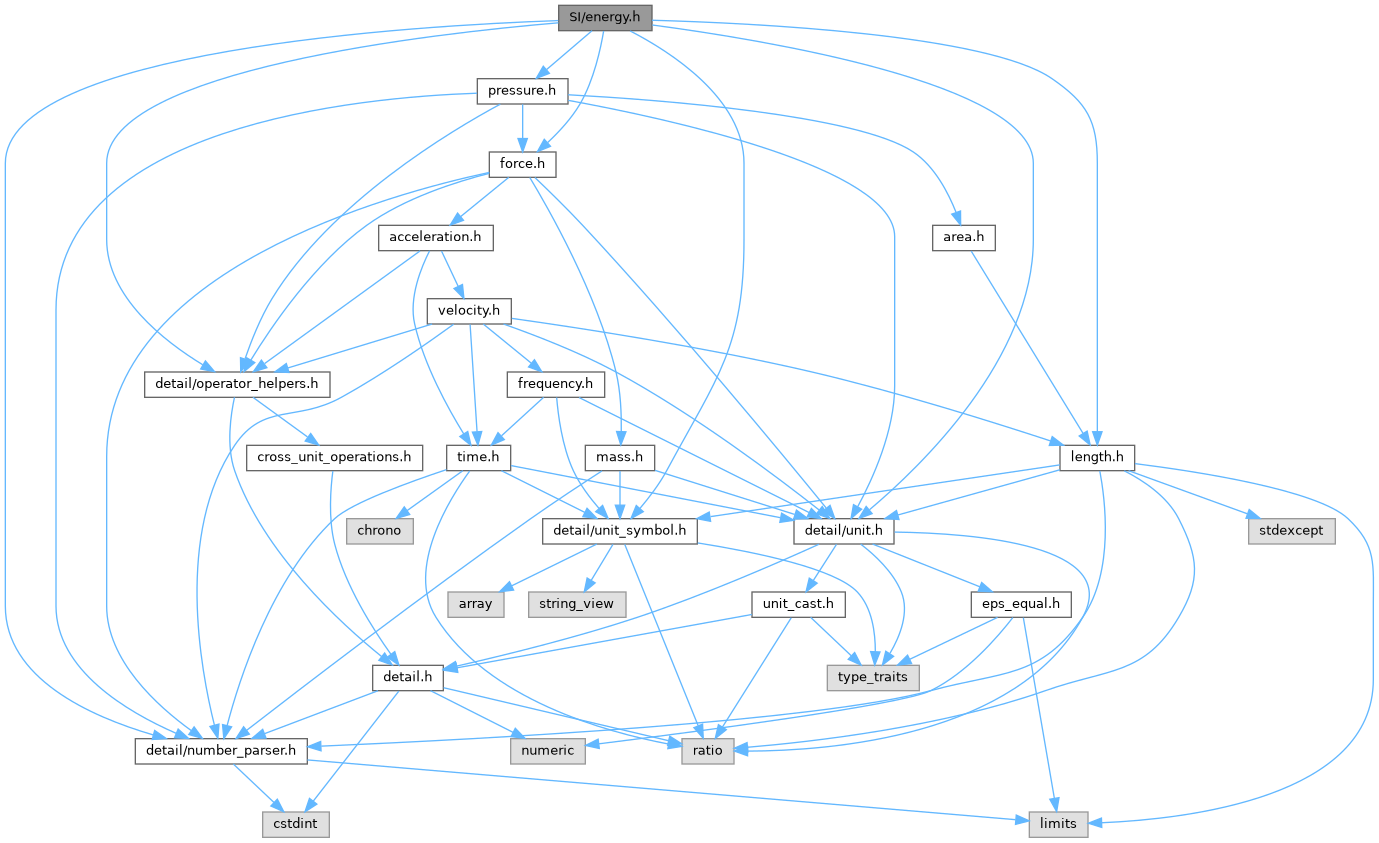 SI/energy.h
pressure.h
force.h
acceleration.h
area.h
velocity.h
detail/operator_helpers.h
frequency.h
cross_unit_operations.h
time.h
mass.h
length.h
chrono
detail/unit_symbol.h
detail/unit.h
stdexcept
array
string_view
unit_cast.h
eps_equal.h
detail.h
type_traits
detail/number_parser.h
numeric
ratio
cstdint
limits